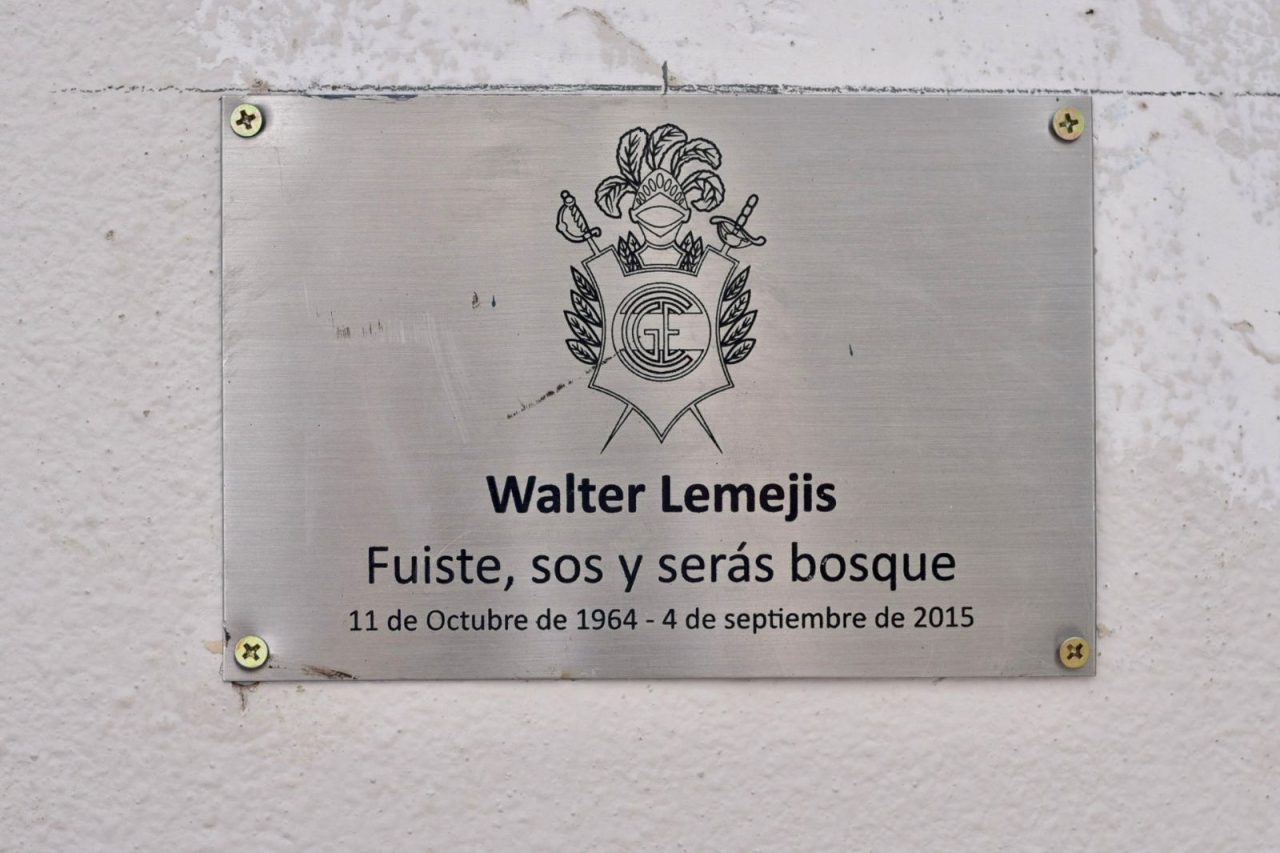 GE
Walter Lemejis
Fuiste, sos y serás bosque
11 de Octubre de 1964 - 4 de septiembre de 2015